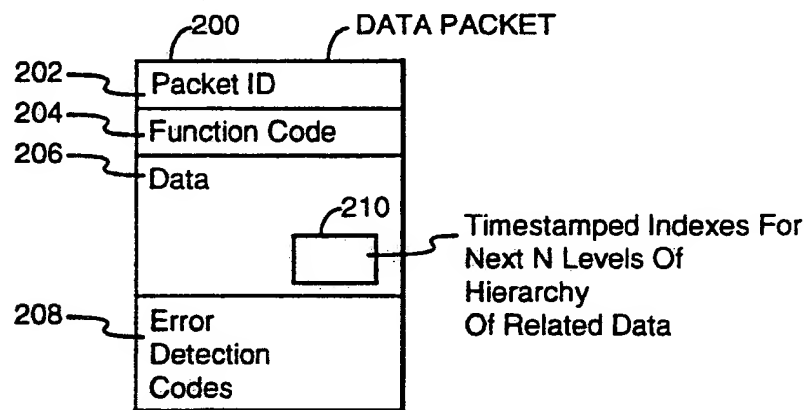 200 DATA PACKET
202 Packet ID
204 Function Code
206 Data
210
Timestamped Indexes For
Next N Levels Of
Hierarchy
Of Related Data
208 Error
Detection
Codes